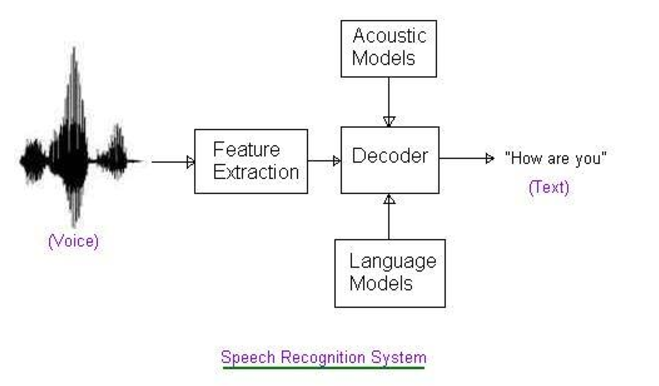 Acoustic
Models
Feature
Extraction
Decoder
"How are you"
(Text)
(Voice)
Language
Models
Speech Recognition System